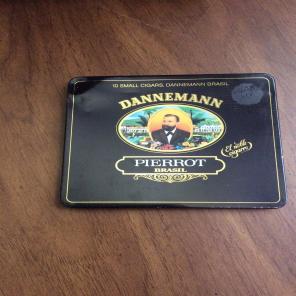 10 SMALL CIGARS, DANNEMANN BRASIL
DANNEMANN
PIERROT
BRASIL